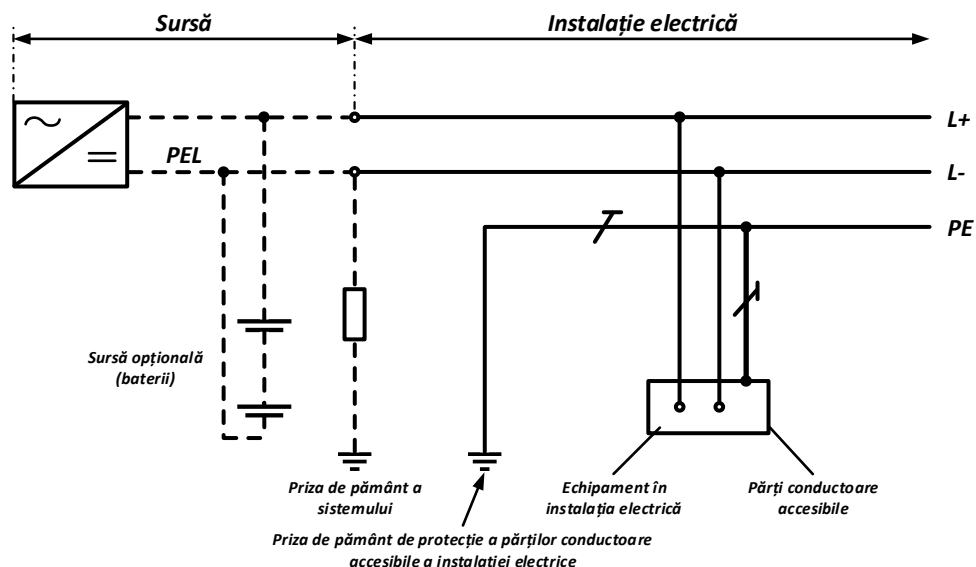 Sursă
Instalație electrică
L+
PEL
L-
PE
Sursă opțională
(baterii)
Priza de pământ a
sistemului
Echipament în
instalația electrică
Părți conductoare
accesibile
Priza de pământ de protecție a părților conductoare
accesibile a instalației electrice